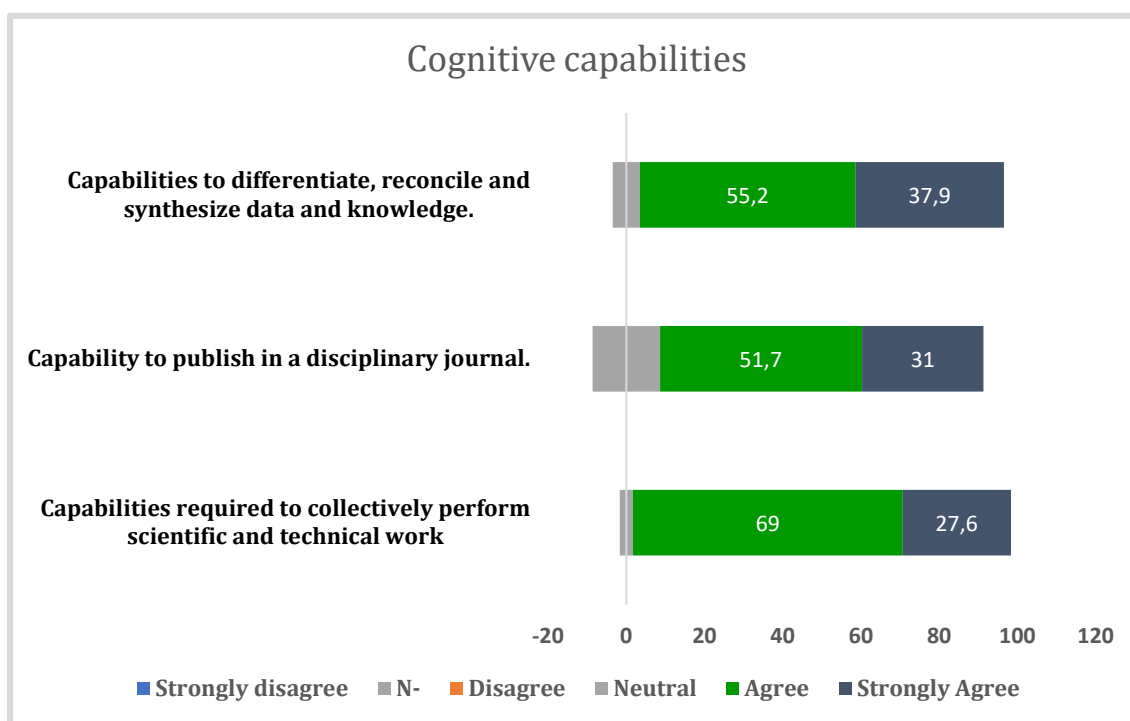 Cognitive capabilities
Capabilities to differentiate, reconcile and
synthesize data and knowledge.
55,2
37,9
Capability to publish in a disciplinary journal.
51,7
31
Capabilities required to collectively perform
scientific and technical work
69
27,6
-20 0 20 40 60 80 100 120
Strongly disagree N- Disagree Neutral Agree Strongly Agree